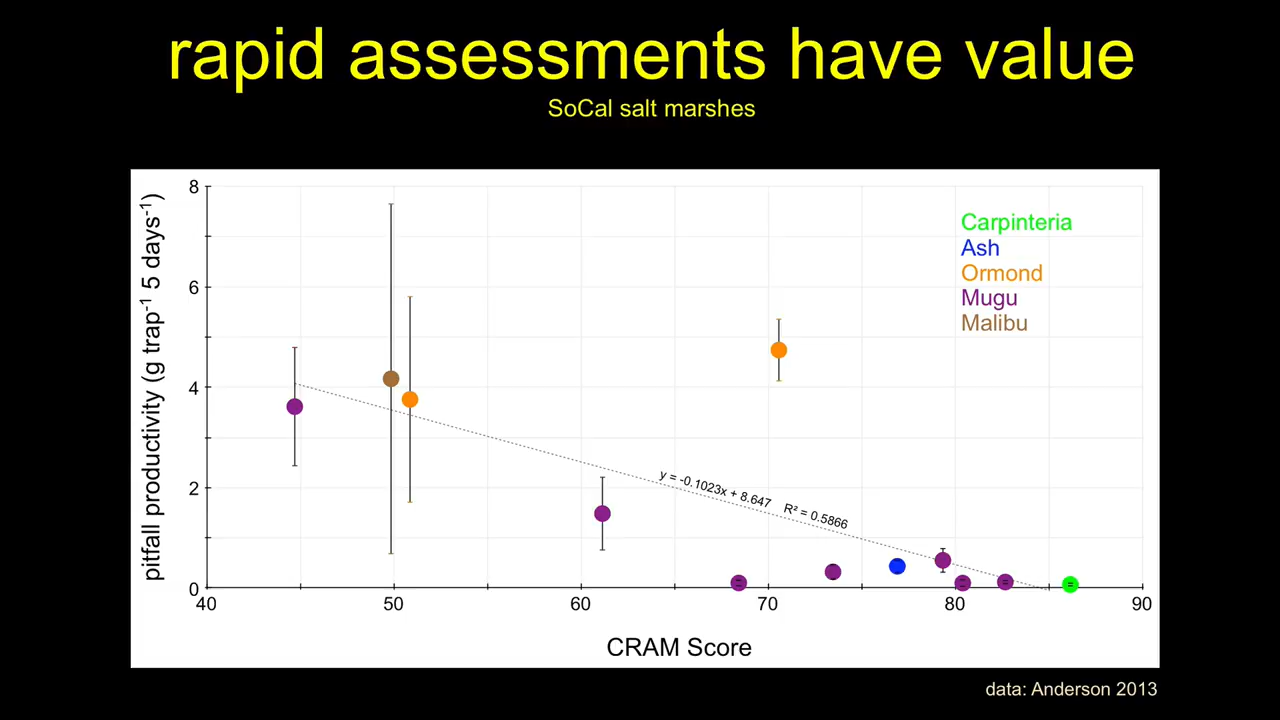 rapid assessments have value
SoCal salt marshes
pitfall productivity (g trap⁻¹ 5 days⁻¹)
8
6
4
2
0
Carpinteria
Ash
Ormond
Mugu
Malibu
y = -0.1023x + 8.647 R² = 0.5866
40 50 60 70 80 90
CRAM Score
data: Anderson 2013